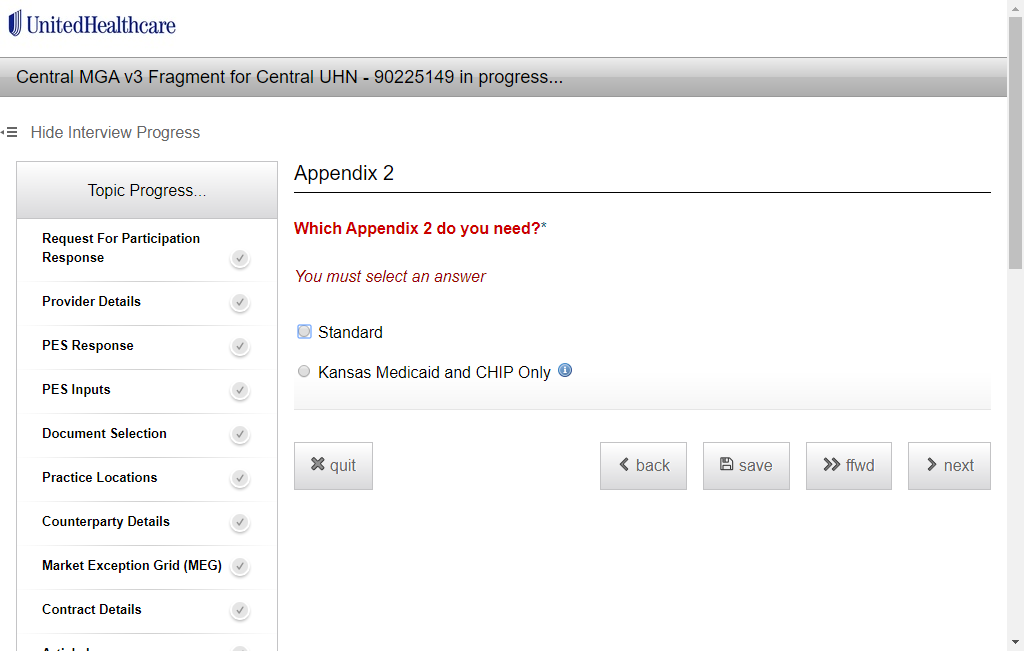 UnitedHealthcare
Central MGA v3 Fragment for Central UHN - 90225149 in progress...
Hide Interview Progress
Topic Progress...
Request For Participation
Response
Provider Details
PES Response
PES Inputs
Document Selection
Practice Locations
Counterparty Details
Market Exception Grid (MEG)
Contract Details
Appendix 2
Which Appendix 2 do you need?*
You must select an answer
Standard
Kansas Medicaid and CHIP Only
quit
back
save
ffwd
next